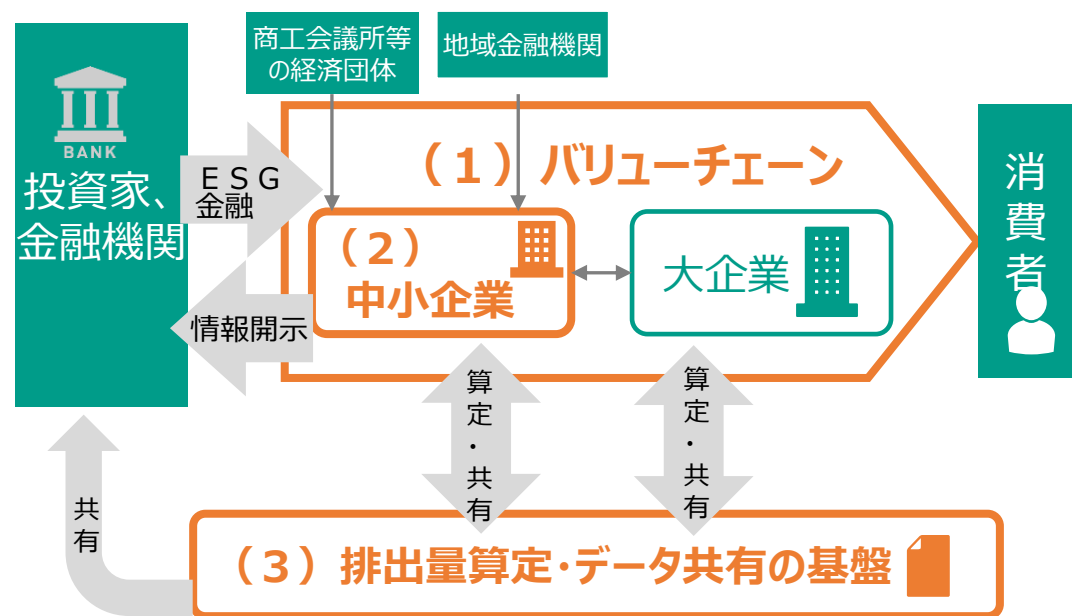 商工会議所等
の経済団体
地域金融機関
BANK
投資家、
金融機関
ＥＳＧ
金融
情報開示
（１）バリューチェーン
（２）
中小企業
大企業
消費者
算定・共有
算定・共有
共有
（３）排出量算定・データ共有の基盤